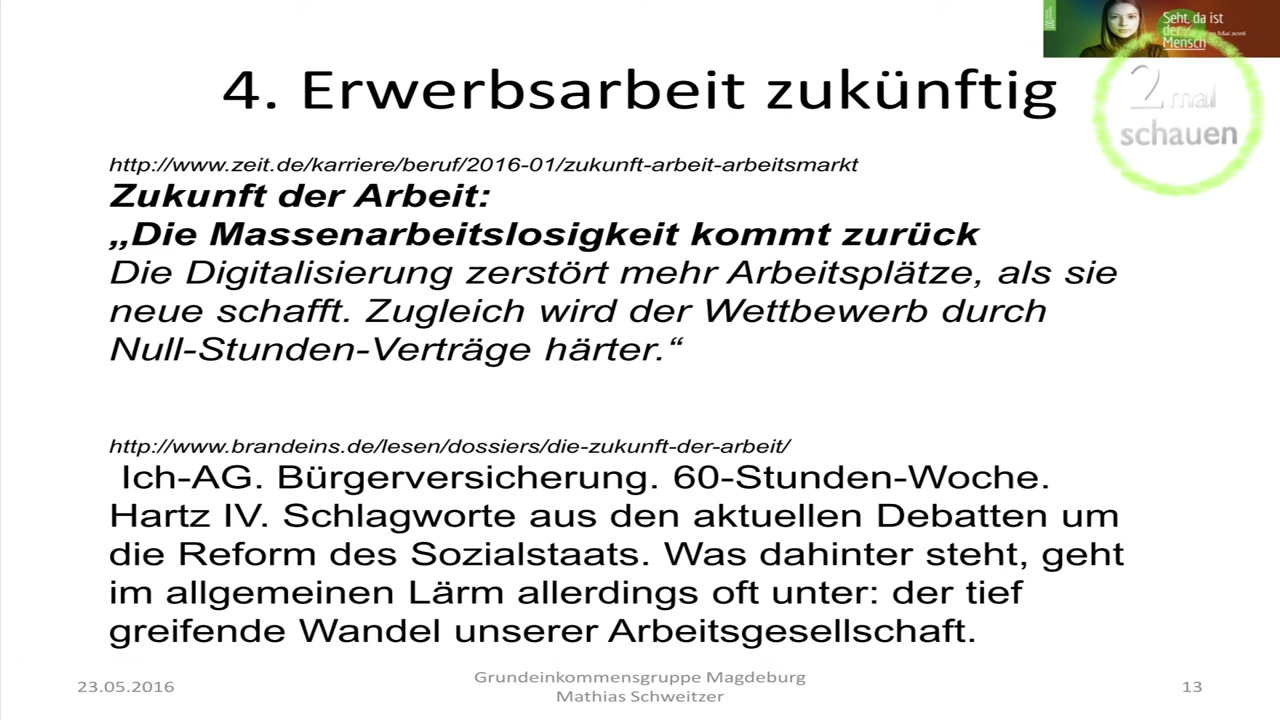 Seht, da ist
der
Mensch
Mai 2016
4. Erwerbsarbeit zukünftig
2 mal
schauen
http://www.zeit.de/karriere/beruf/2016-01/zukunft-arbeit-arbeitsmarkt
Zukunft der Arbeit:
„Die Massenarbeitslosigkeit kommt zurück
Die Digitalisierung zerstört mehr Arbeitsplätze, als sie
neue schafft. Zugleich wird der Wettbewerb durch
Null-Stunden-Verträge härter.“
http://www.brandeins.de/lesen/dossiers/die-zukunft-der-arbeit/
Ich-AG. Bürgerversicherung. 60-Stunden-Woche.
Hartz IV. Schlagworte aus den aktuellen Debatten um
die Reform des Sozialstaats. Was dahinter steht, geht
im allgemeinen Lärm allerdings oft unter: der tief
greifende Wandel unserer Arbeitsgesellschaft.
23.05.2016
Grundeinkommensgruppe Magdeburg
Mathias Schweitzer
13